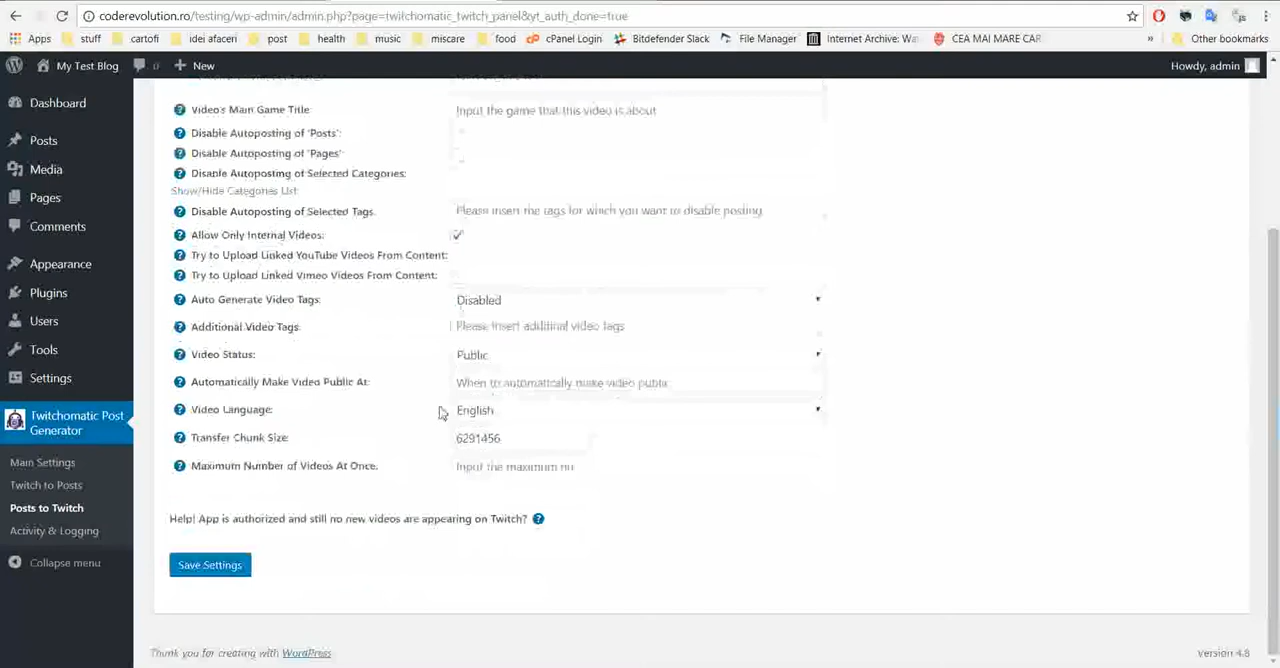 coderevolution.ro/testing/wp-admin/admin.php?page=twitchomatic_twitch_panel&yt_auth_done=true
Apps stuff cartofi idei afaceri post health music miscare food cPanel Login Bitdefender Slack File Manager Internet Archive: Wa CEA MAI MARE CAR » Other bookmarks
My Test Blog 0 + New Howdy, admin
Dashboard
Posts
Media
Pages
Comments
Appearance
Plugins
Users
Tools
Settings
Twitchomatic Post
Generator
Main Settings
Twitch to Posts
Posts to Twitch
Activity & Logging
Collapse menu
Video's Main Game Title: Input the game that this video is about
Disable Autoposting of 'Posts':
Disable Autoposting of 'Pages':
Disable Autoposting of Selected Categories:
Show/Hide Categories List:
Disable Autoposting of Selected Tags: Please insert the tags for which you want to disable posting
Allow Only Internal Videos:
Try to Upload Linked YouTube Videos From Content:
Try to Upload Linked Vimeo Videos From Content:
Auto Generate Video Tags: Disabled
Additional Video Tags: Please insert additinal video tags
Video Status: Public
Automatically Make Video Public At: When to automatically make video public
Video Language: English
Transfer Chunk Size: 6291456
Maximum Number of Videos At Once: Input the maximum nu
Help! App is authorized and still no new videos are appearing on Twitch?
Save Settings
Thank you for creating with WordPress Version 4.8